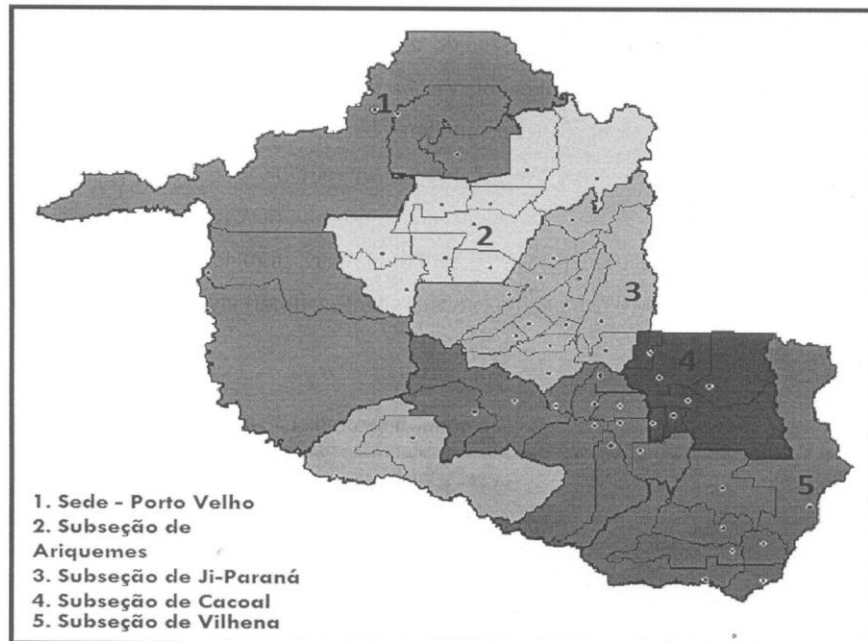 1
2
3
4
5
1. Sede - Porto Velho
2. Subseção de
Ariquemes
3. Subseção de Ji-Paraná
4. Subseção de Cacoal
5. Subseção de Vilhena